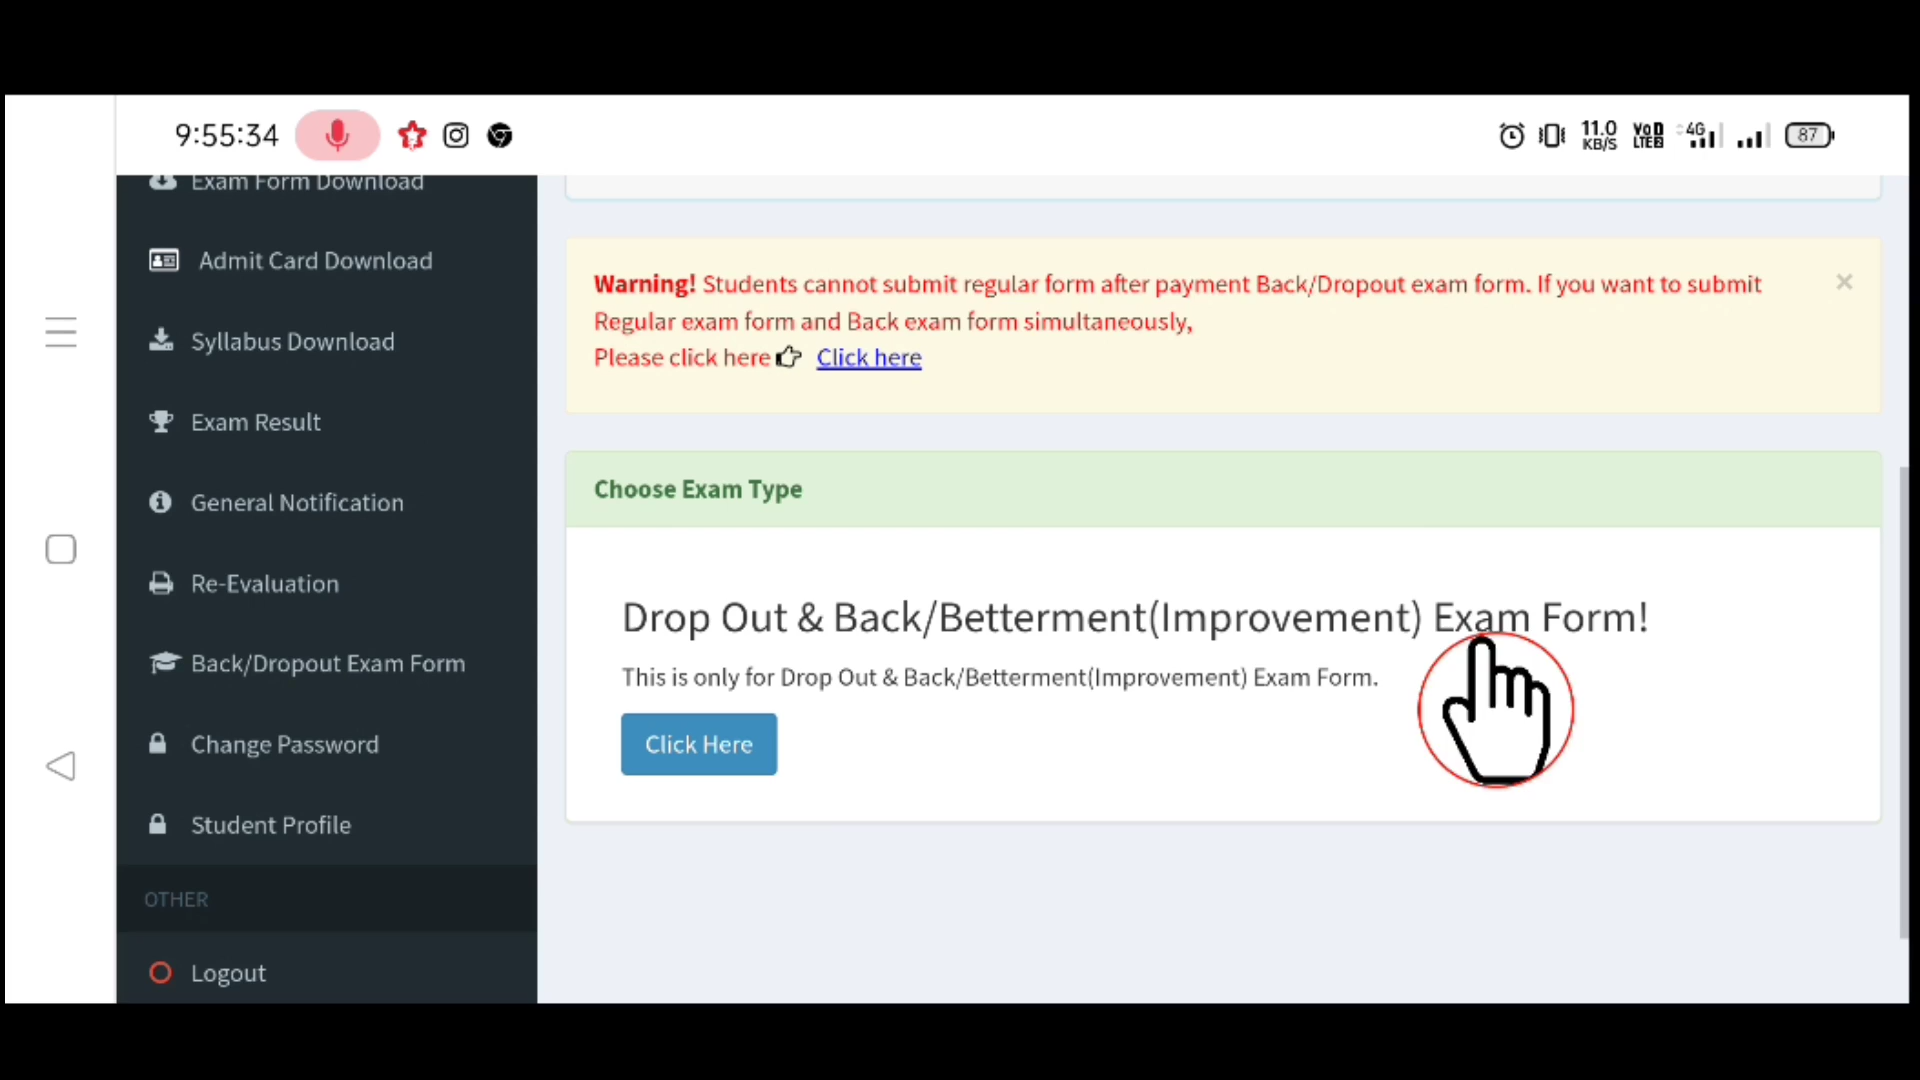 9:55:34
11.0 KB/S
VoD LTE2
4G
87
Exam Form Download
Admit Card Download
Syllabus Download
Exam Result
General Notification
Re-Evaluation
Back/Dropout Exam Form
Change Password
Student Profile
OTHER
Logout
Warning! Students cannot submit regular form after payment Back/Dropout exam form. If you want to submit
Regular exam form and Back exam form simultaneously,
Please click here Click here
×
Choose Exam Type
Drop Out & Back/Betterment(Improvement) Exam Form!
This is only for Drop Out & Back/Betterment(Improvement) Exam Form.
Click Here